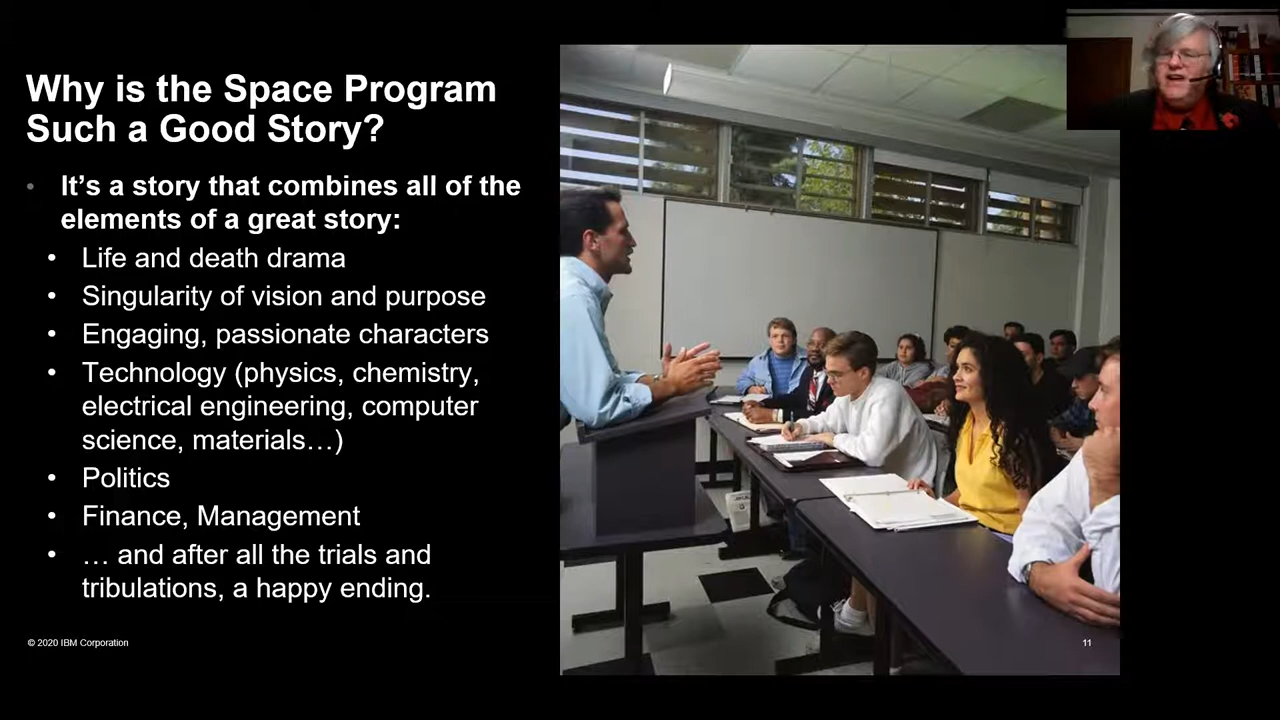 Why is the Space Program
Such a Good Story?
• It’s a story that combines all of the
elements of a great story:
• Life and death drama
• Singularity of vision and purpose
• Engaging, passionate characters
• Technology (physics, chemistry,
electrical engineering, computer
science, materials…)
• Politics
• Finance, Management
• … and after all the trials and
tribulations, a happy ending.
© 2020 IBM Corporation
11